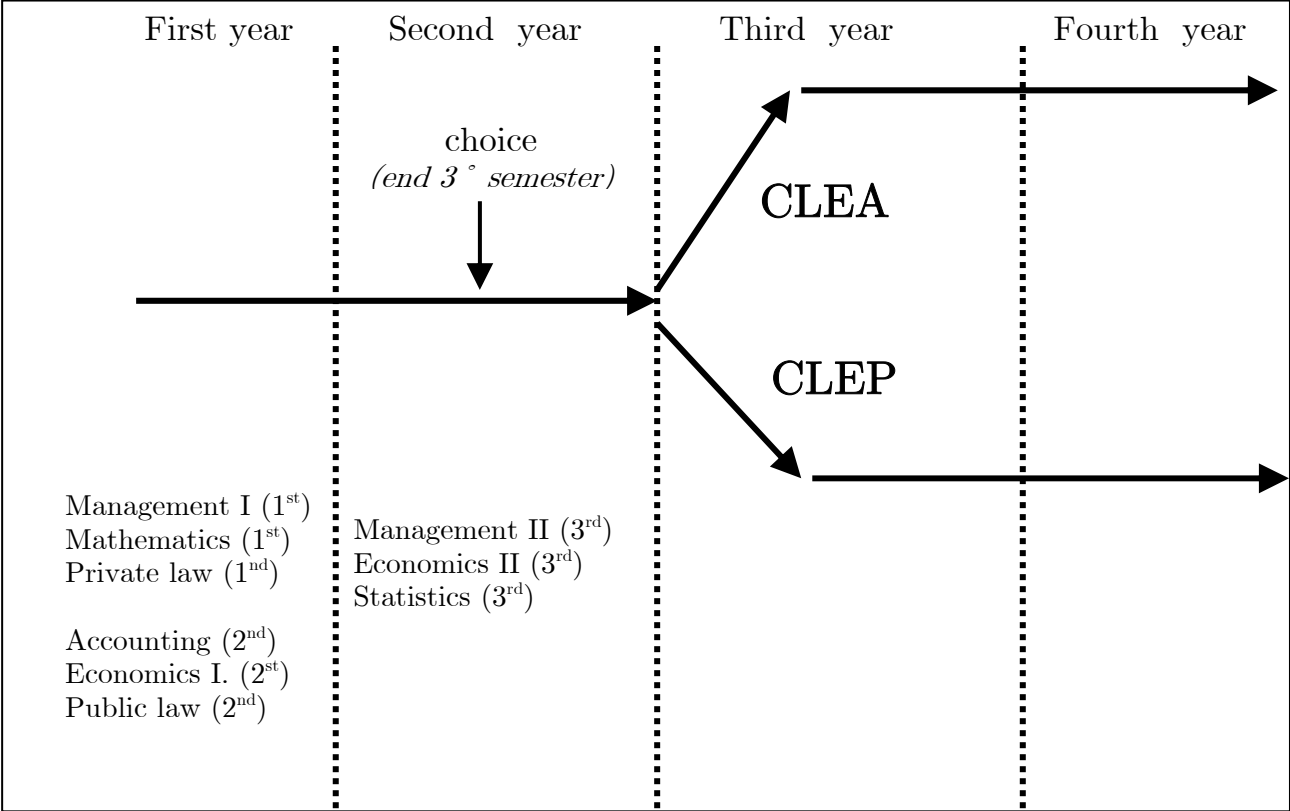 First year Second year Third year Fourth year
choice
(end 3° semester)
CLEA
CLEP
Management I (1st)
Mathematics (1st)
Private law (1nd)
Accounting (2nd)
Economics I. (2st)
Public law (2nd)
Management II (3rd)
Economics II (3rd)
Statistics (3rd)